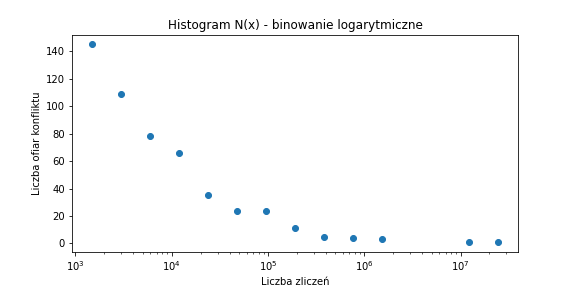 Histogram N(x) - binowanie logarytmiczne
Liczba ofiar konfliktu
140
120
100
80
60
40
20
0
10³ 10⁴ 10⁵ 10⁶ 10⁷
Liczba zliczeń